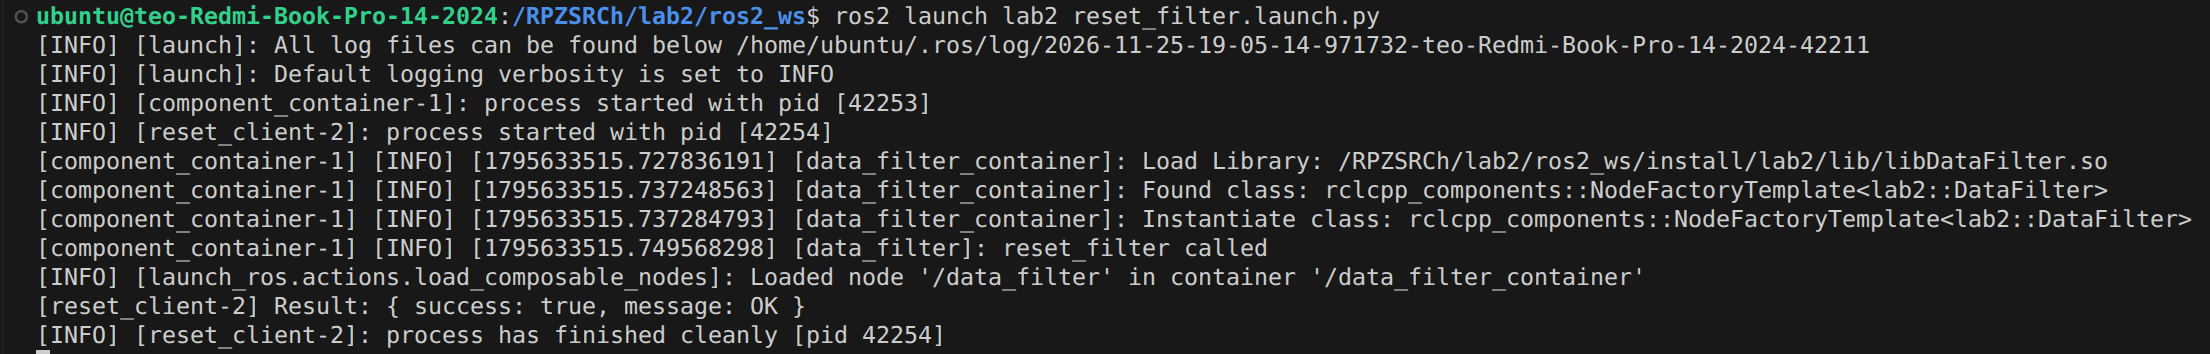 ubuntu@teo-Redmi-Book-Pro-14-2024:/RPZSRCh/lab2/ros2_ws$ ros2 launch lab2 reset_filter.launch.py
[INFO] [launch]: All log files can be found below /home/ubuntu/.ros/log/2026-11-25-19-05-14-971732-teo-Redmi-Book-Pro-14-2024-42211
[INFO] [launch]: Default logging verbosity is set to INFO
[INFO] [component_container-1]: process started with pid [42253]
[INFO] [reset_client-2]: process started with pid [42254]
[component_container-1] [INFO] [1795633515.727836191] [data_filter_container]: Load Library: /RPZSRCh/lab2/ros2_ws/install/lab2/lib/libDataFilter.so
[component_container-1] [INFO] [1795633515.737248563] [data_filter_container]: Found class: rclcpp_components::NodeFactoryTemplate<lab2::DataFilter>
[component_container-1] [INFO] [1795633515.737284793] [data_filter_container]: Instantiate class: rclcpp_components::NodeFactoryTemplate<lab2::DataFilter>
[component_container-1] [INFO] [1795633515.749568298] [data_filter]: reset_filter called
[INFO] [launch_ros.actions.load_composable_nodes]: Loaded node '/data_filter' in container '/data_filter_container'
[reset_client-2] Result: { success: true, message: OK }
[INFO] [reset_client-2]: process has finished cleanly [pid 42254]